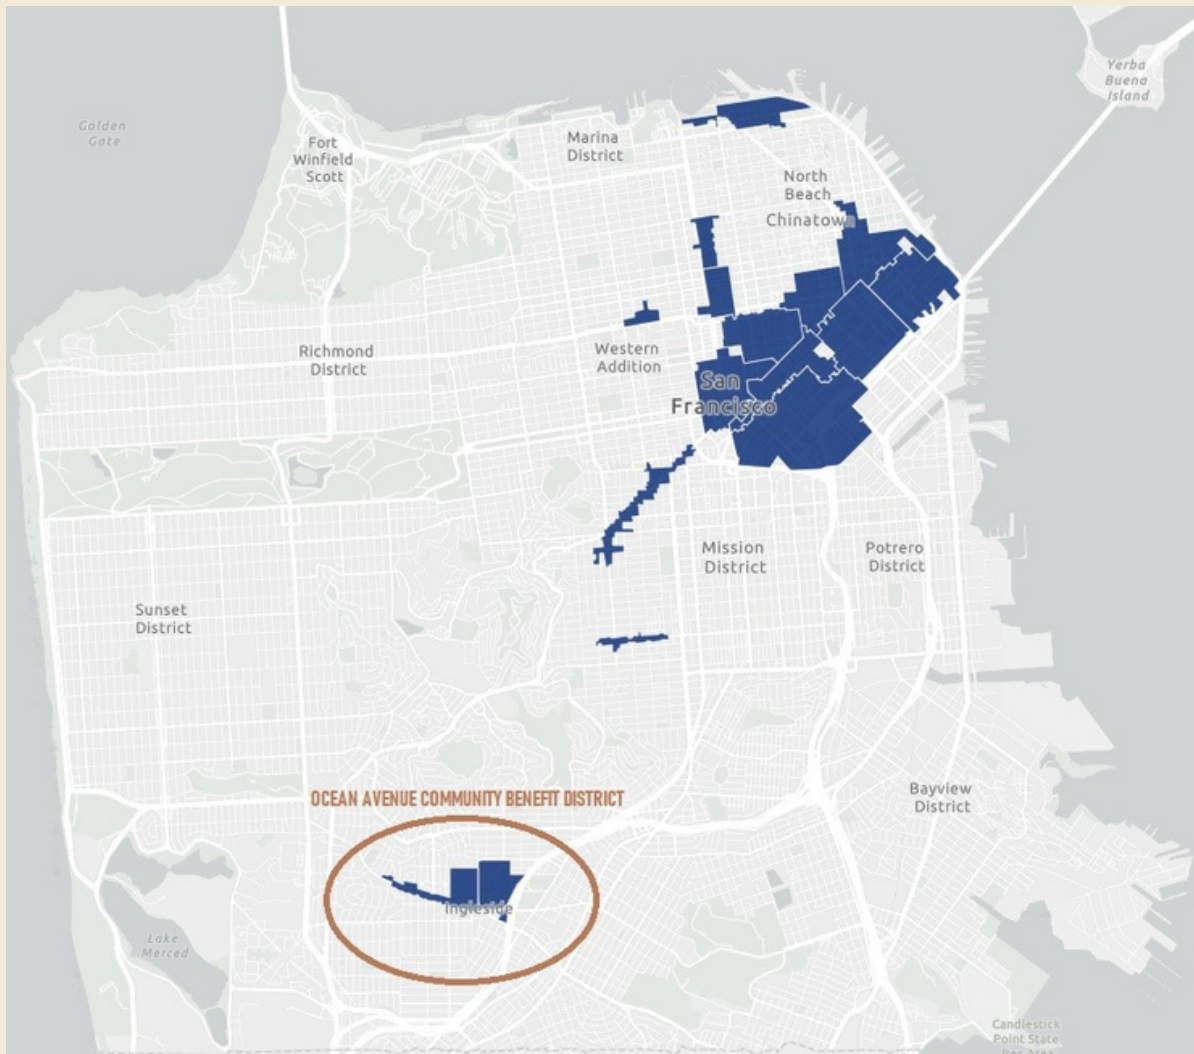 Yerba
Buena
Island
Golden
Gate
Marina
District
Fort
Winfield
Scott
North
Beach
Chinatown
Richmond
District
Western
Addition
San
Francisco
Mission
District
Potrero
District
Sunset
District
Bayview
District
OCEAN AVENUE COMMUNITY BENEFIT DISTRICT
Ingleside
Lake
Merced
Candlestick
Point State
Rec Area